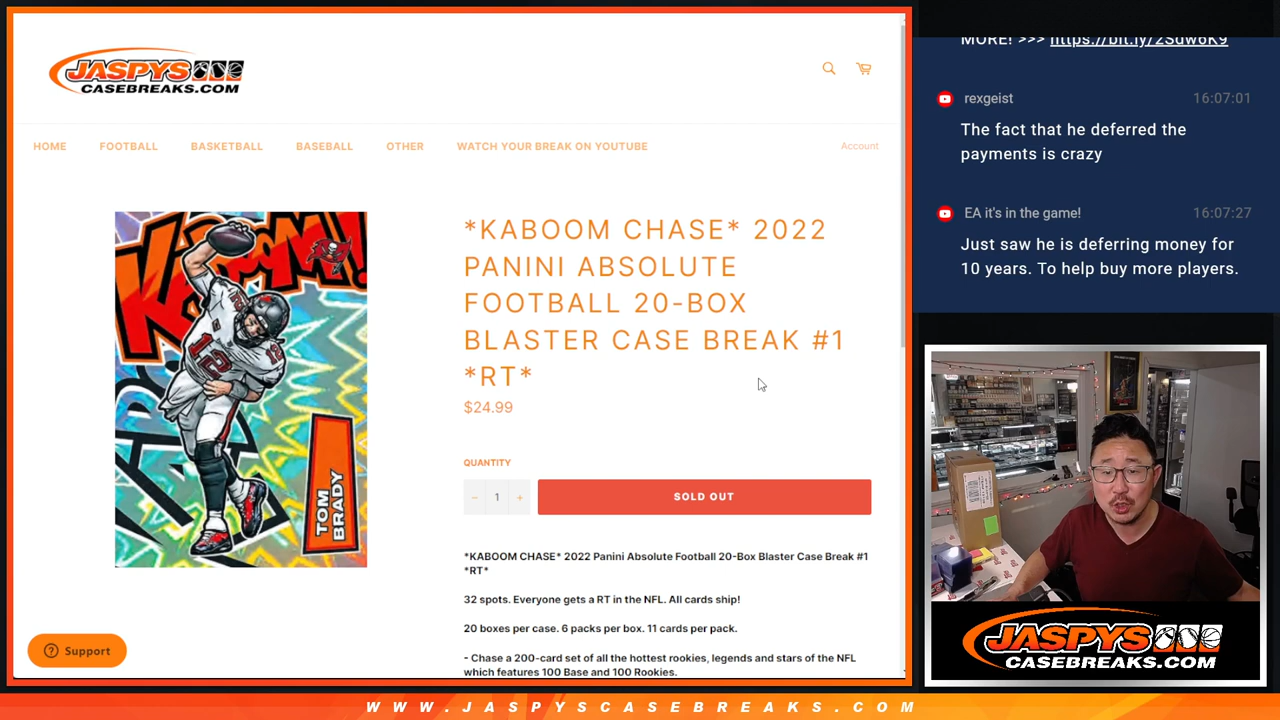 JASPYS
CASEBREAKS.COM
HOME
FOOTBALL
BASKETBALL
BASEBALL
OTHER
WATCH YOUR BREAK ON YOUTUBE
Account
TOM
BRADY
*KABOOM CHASE* 2022
PANINI ABSOLUTE
FOOTBALL 20-BOX
BLASTER CASE BREAK #1
*RT*
$24.99
QUANTITY
− 1 +
SOLD OUT
*KABOOM CHASE* 2022 Panini Absolute Football 20-Box Blaster Case Break #1
*RT*
32 spots. Everyone gets a RT in the NFL. All cards ship!
20 boxes per case. 6 packs per box. 11 cards per pack.
- Chase a 200-card set of all the hottest rookies, legends and stars of the NFL
which features 100 Base and 100 Rookies.
Support
MORE! >>> https://bit.ly/2Sdw6K9
rexgeist 16:07:01
The fact that he deferred the
payments is crazy
EA it's in the game! 16:07:27
Just saw he is deferring money for
10 years. To help buy more players.
JASPYS
CASEBREAKS.COM
WWW.JASPYSCASEBREAKS.COM